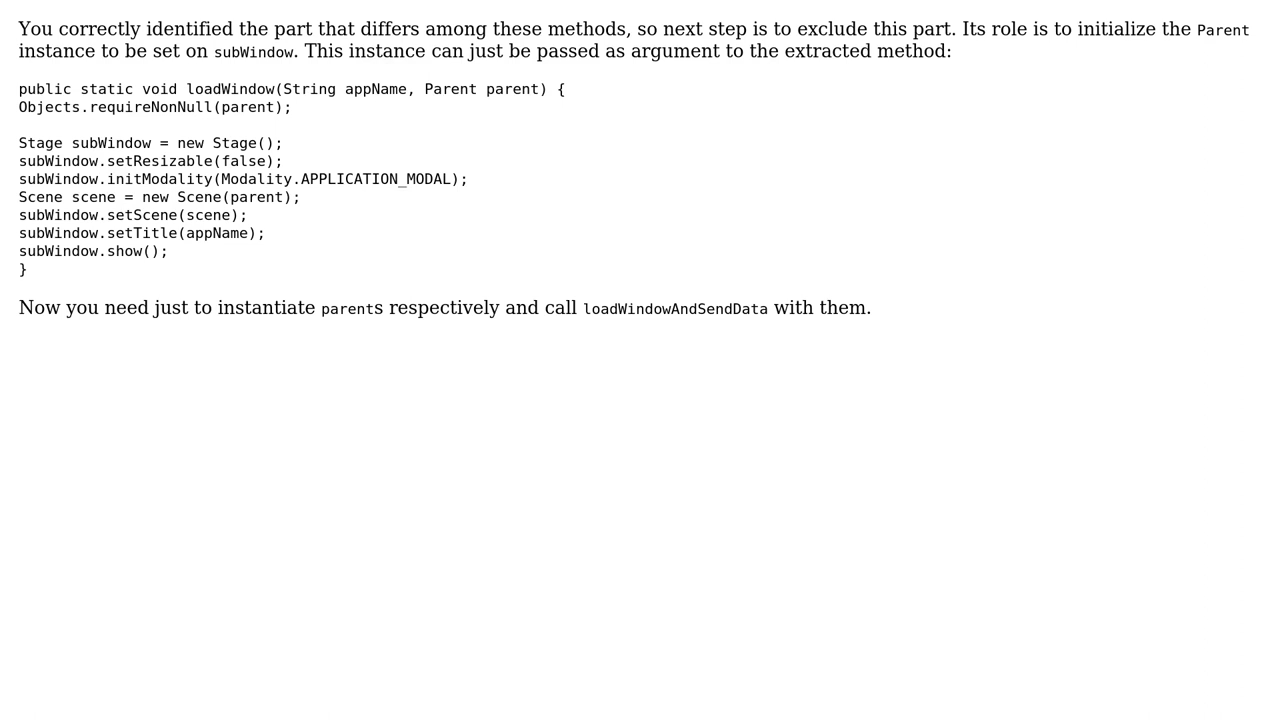 You correctly identified the part that differs among these methods, so next step is to exclude this part. Its role is to initialize the Parent
instance to be set on subWindow. This instance can just be passed as argument to the extracted method:
public static void loadWindow(String appName, Parent parent) {
Objects.requireNonNull(parent);
Stage subWindow = new Stage();
subWindow.setResizable(false);
subWindow.initModality(Modality.APPLICATION_MODAL);
Scene scene = new Scene(parent);
subWindow.setScene(scene);
subWindow.setTitle(appName);
subWindow.show();
}
Now you need just to instantiate parents respectively and call loadWindowAndSendData with them.